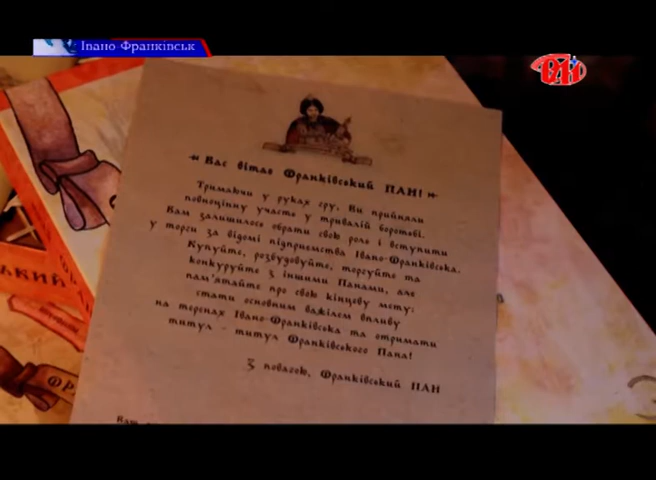 Івано-Франківськ
Вас вітає Франківський ПАН!
Тримаючи у руках гру, Ви прийняли
повноцінну участь у тривалій боротьбі.
Вам залишилось обрати свою роль і вступити
у торги за відомі підприємства Івано-Франківська.
Купуйте, розбудовуйте, торгуйте та
конкуруйте з іншими Панами, але
пам'ятайте про свою кінцеву мету:
стати основним важілем впливу
на теренах Івано-Франківська та отримати
титул - титул Франківського Пана!
З повагою, Франківський ПАН